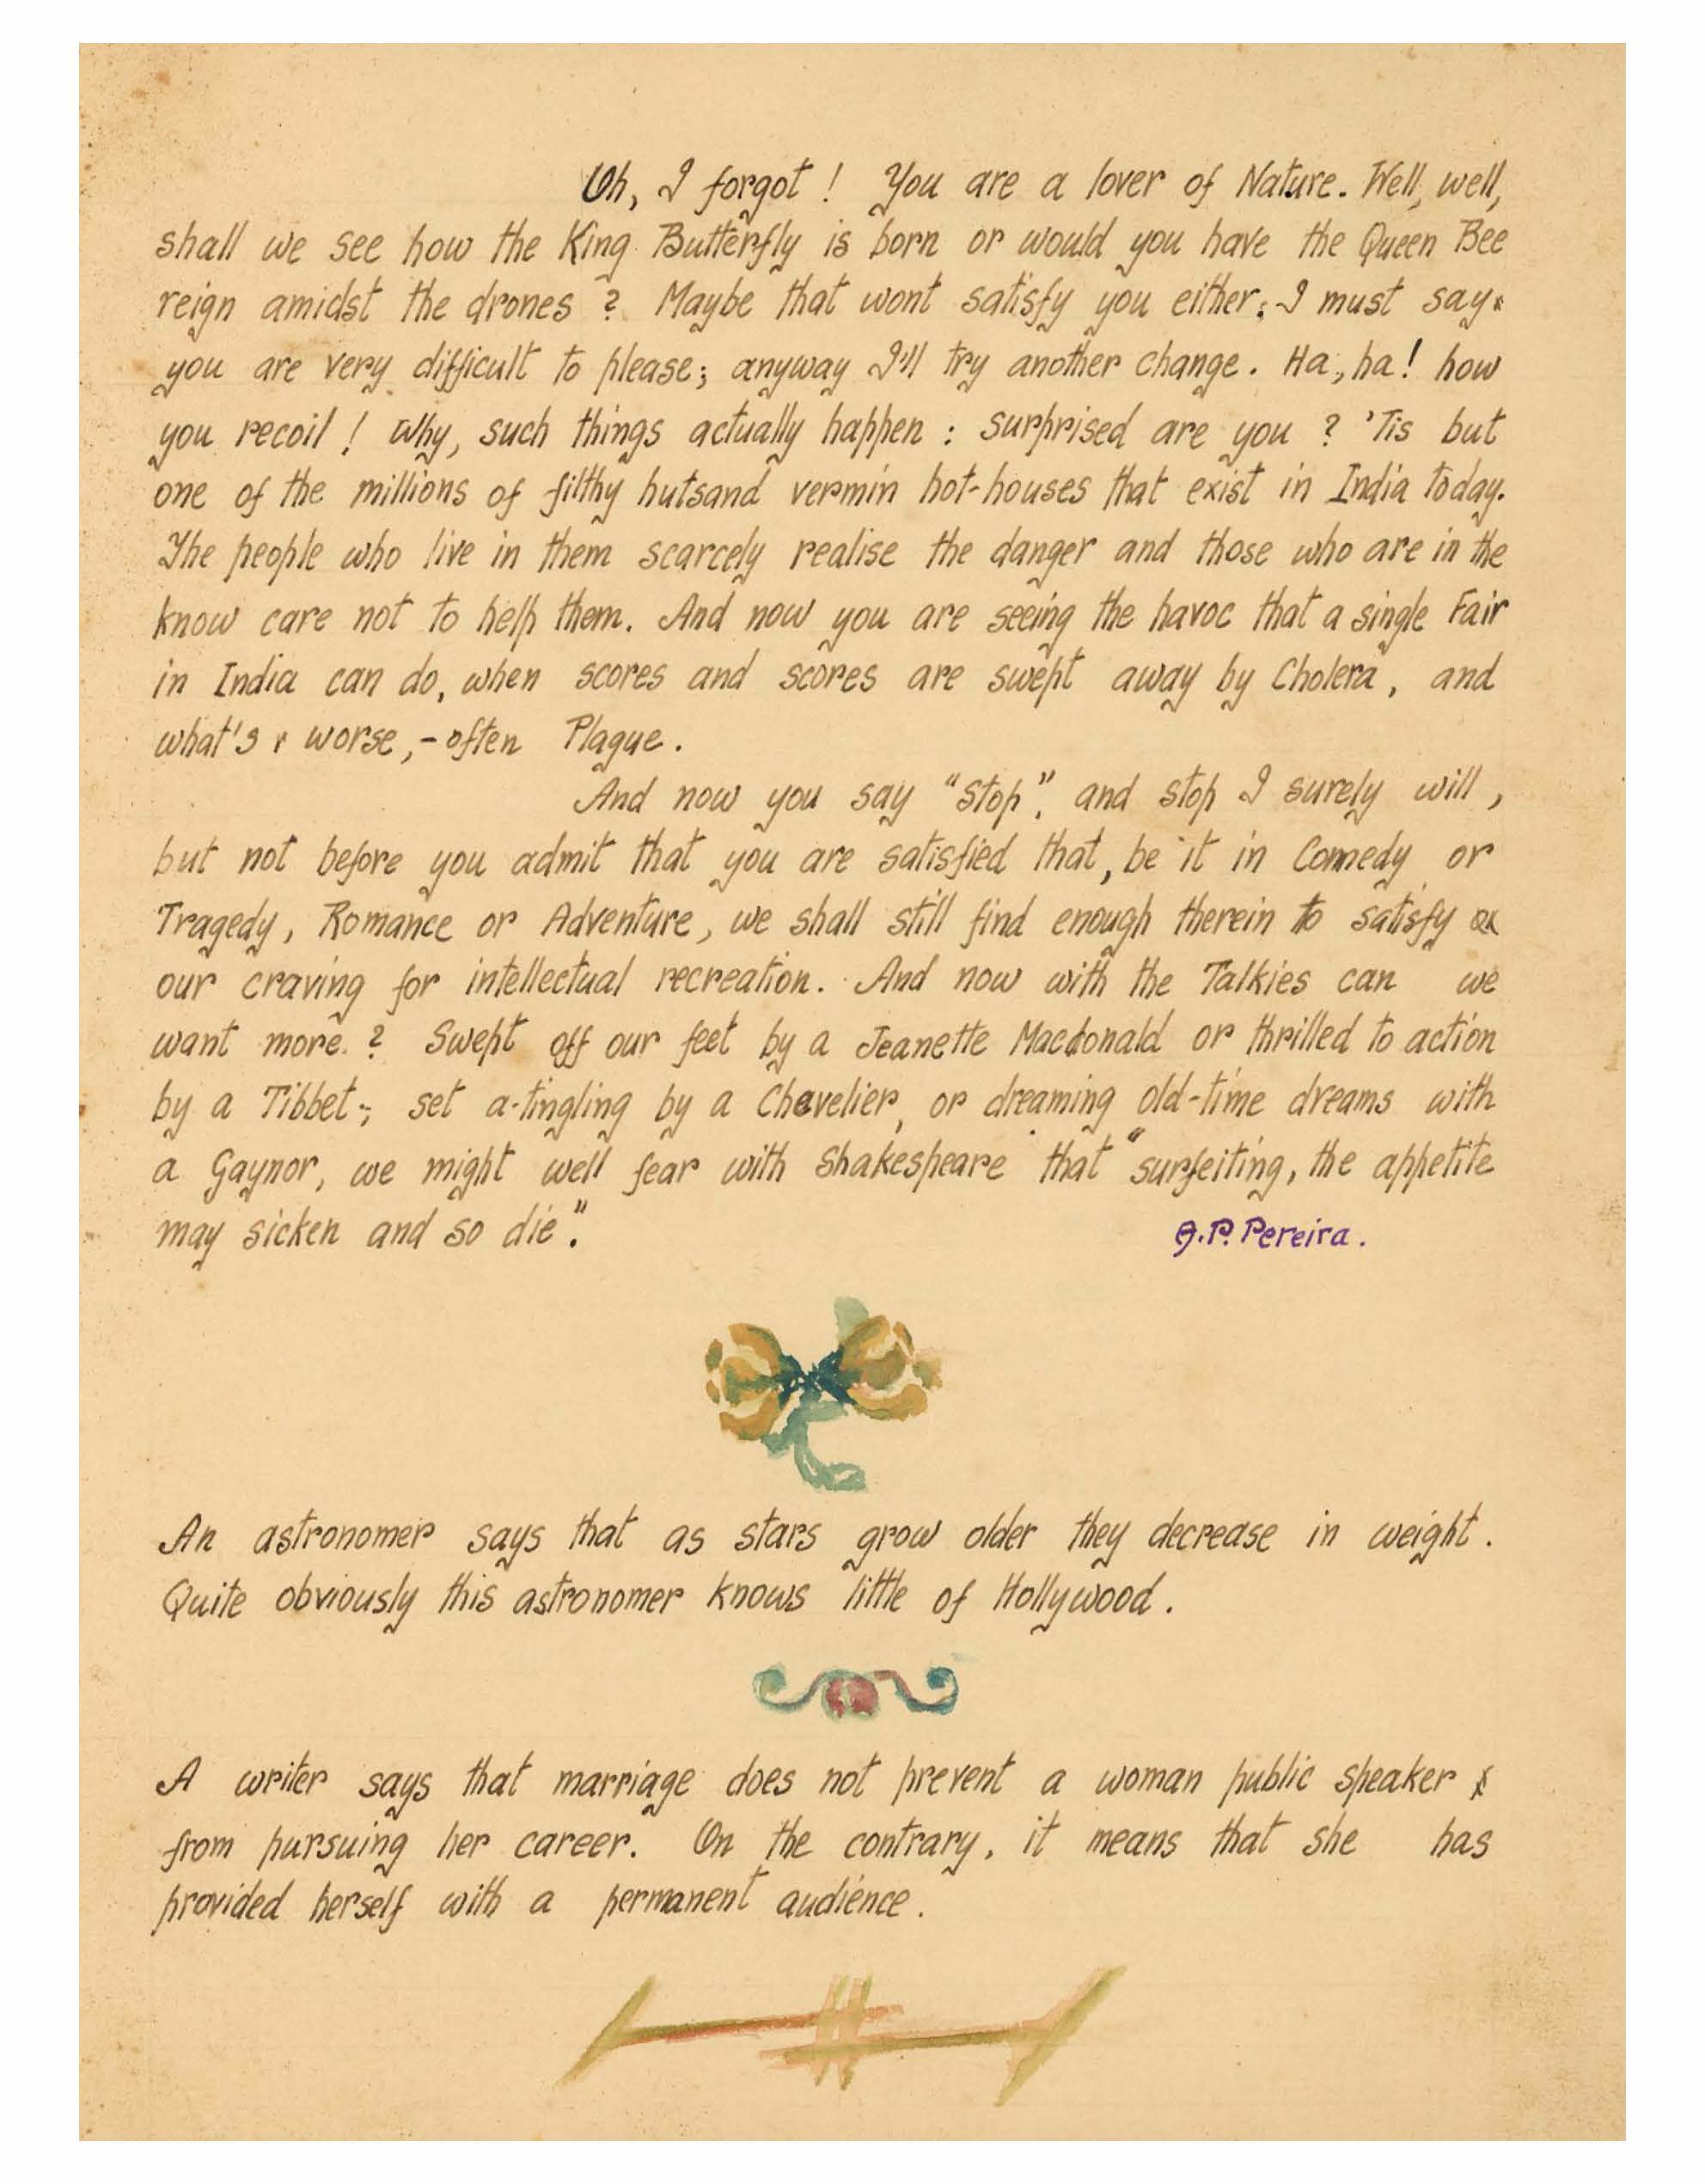 Oh, I forgot ! You are a lover of Nature. Well, well,
shall we see how the King Butterfly is born or would you have the Queen Bee
reign amidst the drones ? Maybe that wont satisfy you either; I must say
you are very difficult to please; anyway I'll try another change. Ha, ha! how
you recoil ! Why, such things actually happen : surprised are you ? 'Tis but
one of the millions of filthy hutsand vermin hot-houses that exist in India today.
The people who live in them scarcely realise the danger and those who are in the
know care not to help them. And now you are seeing the havoc that a single Fair
in India can do, when scores and scores are swept away by Cholera, and
what's r worse,- often Plague.
And now you say "Stop", and stop I surely will,
but not before you admit that you are satisfied that, be it in Comedy or
Tragedy, Romance or Adventure, we shall still find enough therein to satisfy
our craving for intellectual recreation. And now with the Talkies can we
want more ? Swept off our feet by a Jeanette Macdonald or thrilled to action
by a Tibbet-; set a-tingling by a Chevelier, or dreaming old-time dreams with
a Gaynor, we might well fear with Shakespeare that "surfeiting, the appetite
may sicken and so die".
J.P. Pereira.
An astronomer says that as stars grow older they decrease in weight.
Quite obviously this astronomer knows little of Hollywood.
A writer says that marriage does not prevent a woman public speaker
from pursuing her career. On the contrary, it means that she has
provided herself with a permanent audience.